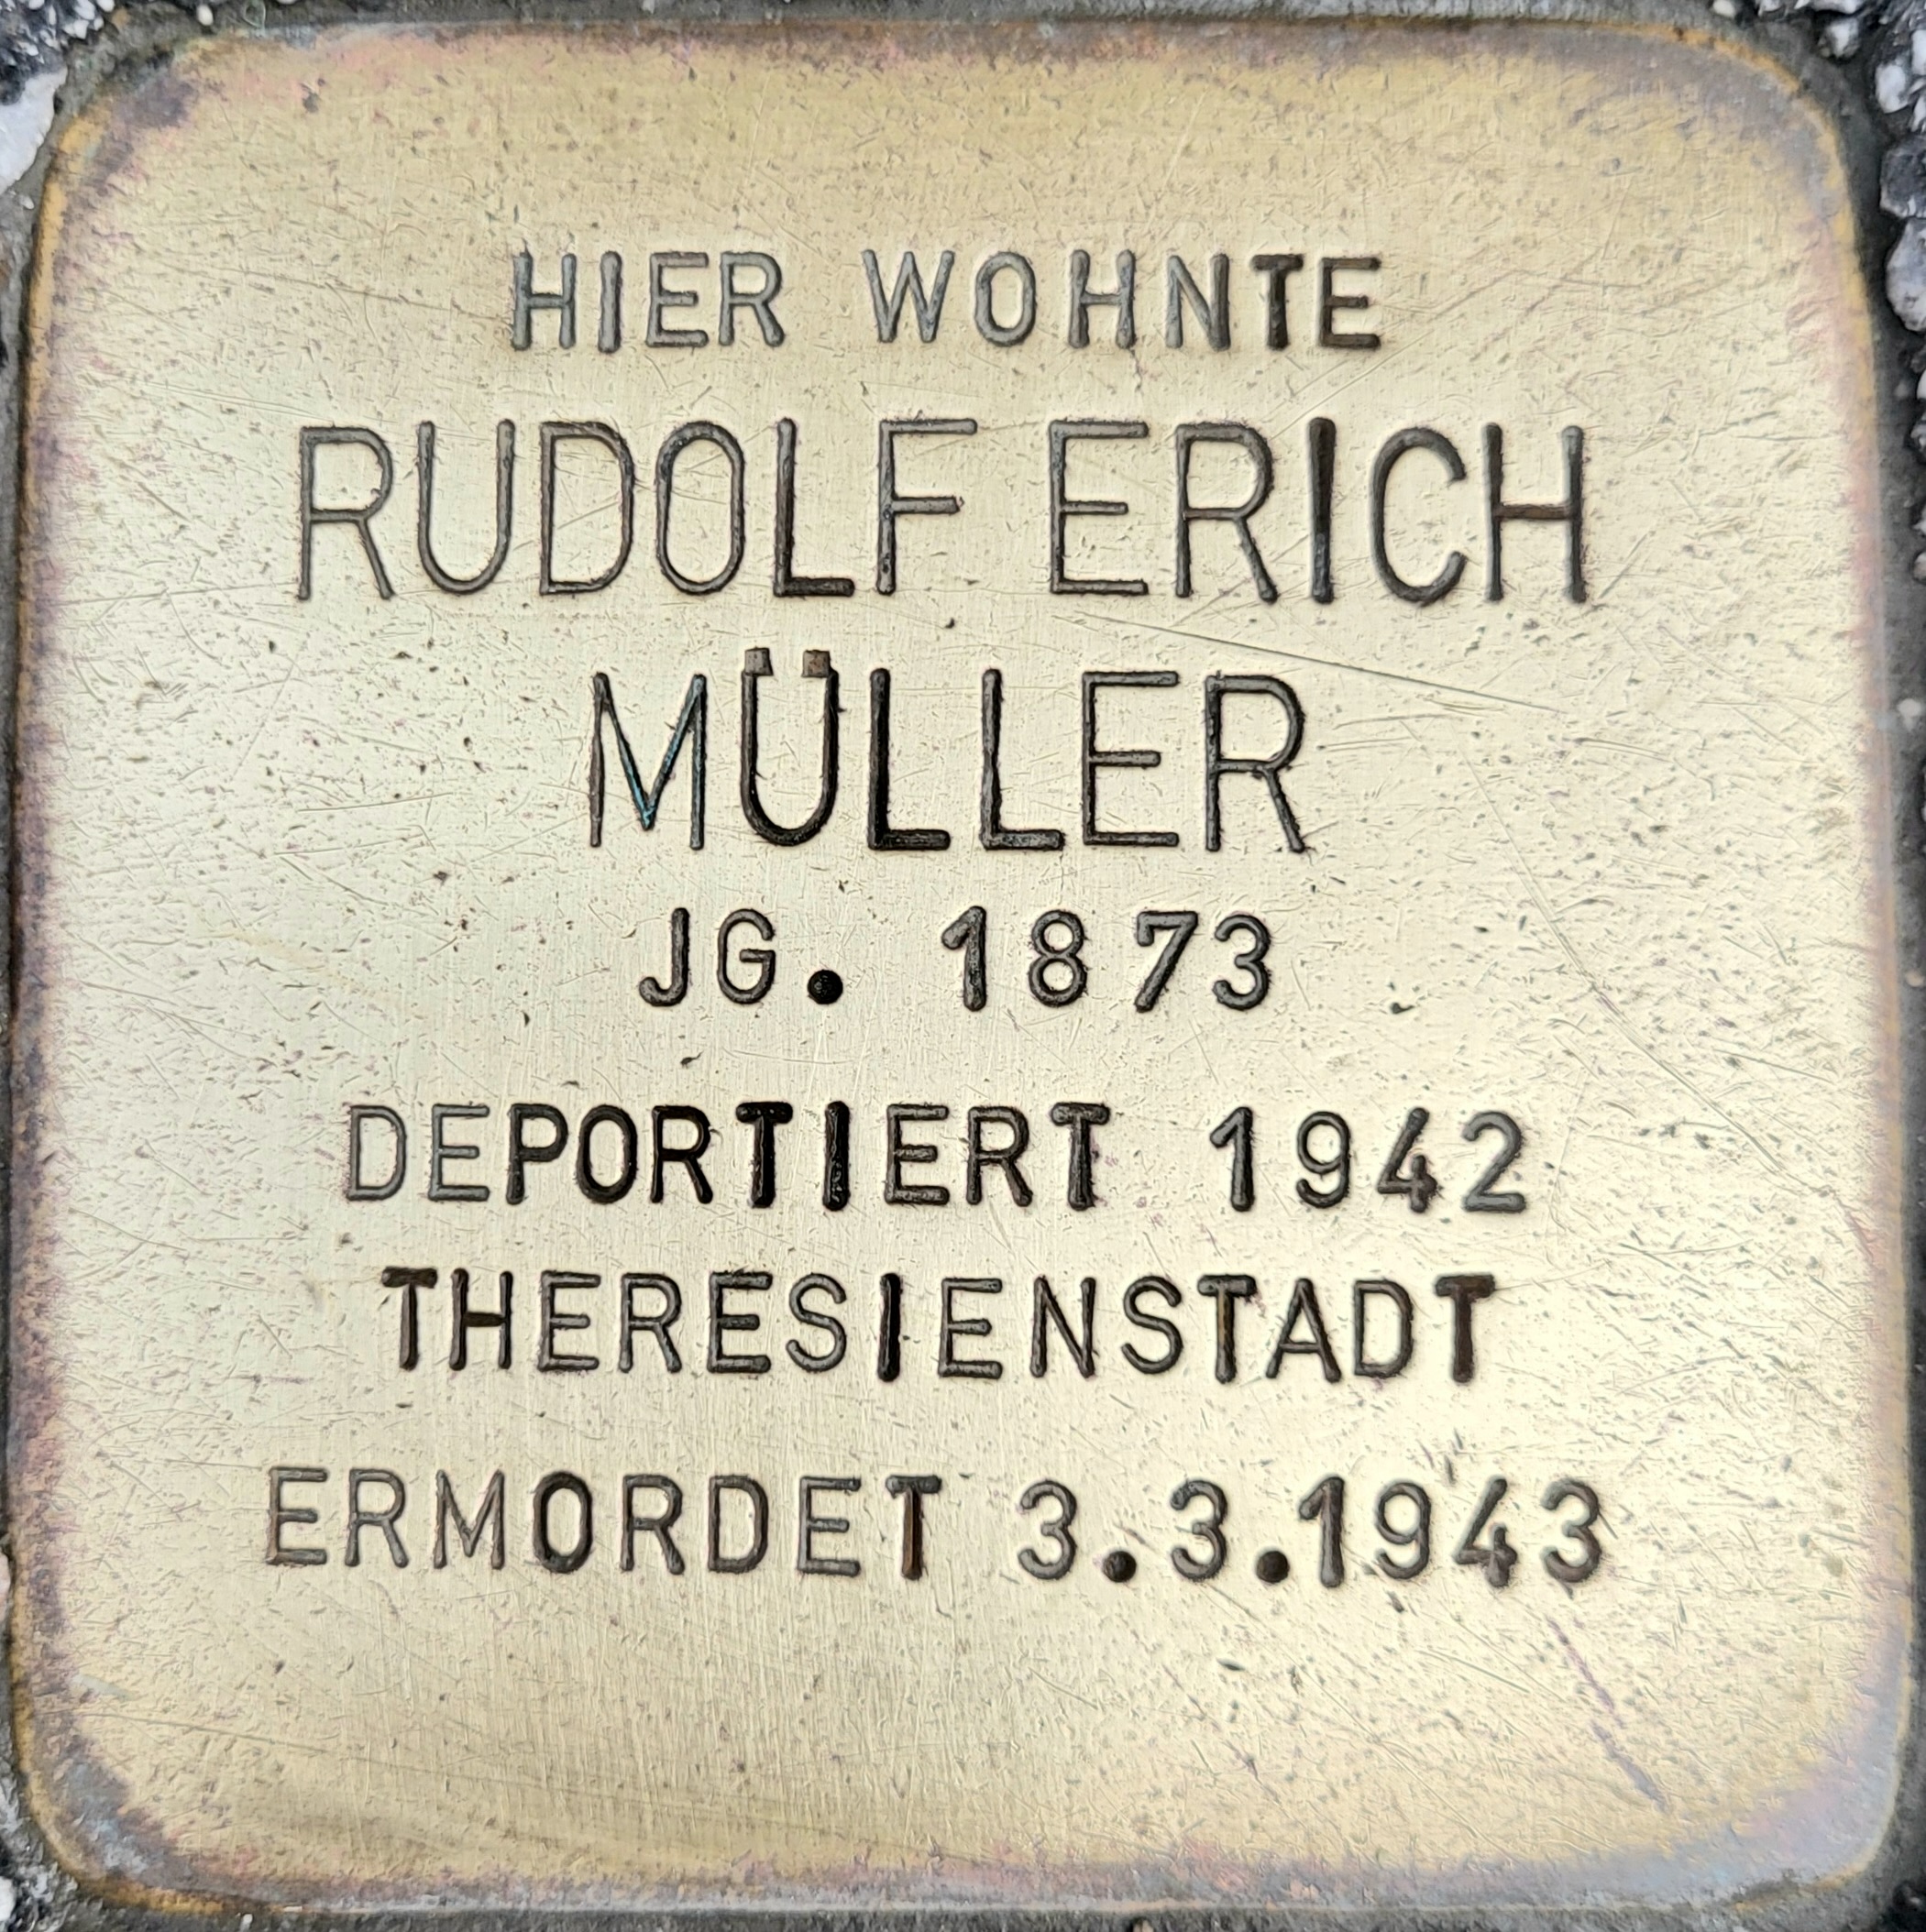 HIER WOHNTE
RUDOLF ERICH
MÜLLER
JG. 1873
DEPORTIERT 1942
THERESIENSTADT
ERMORDET 3.3.1943